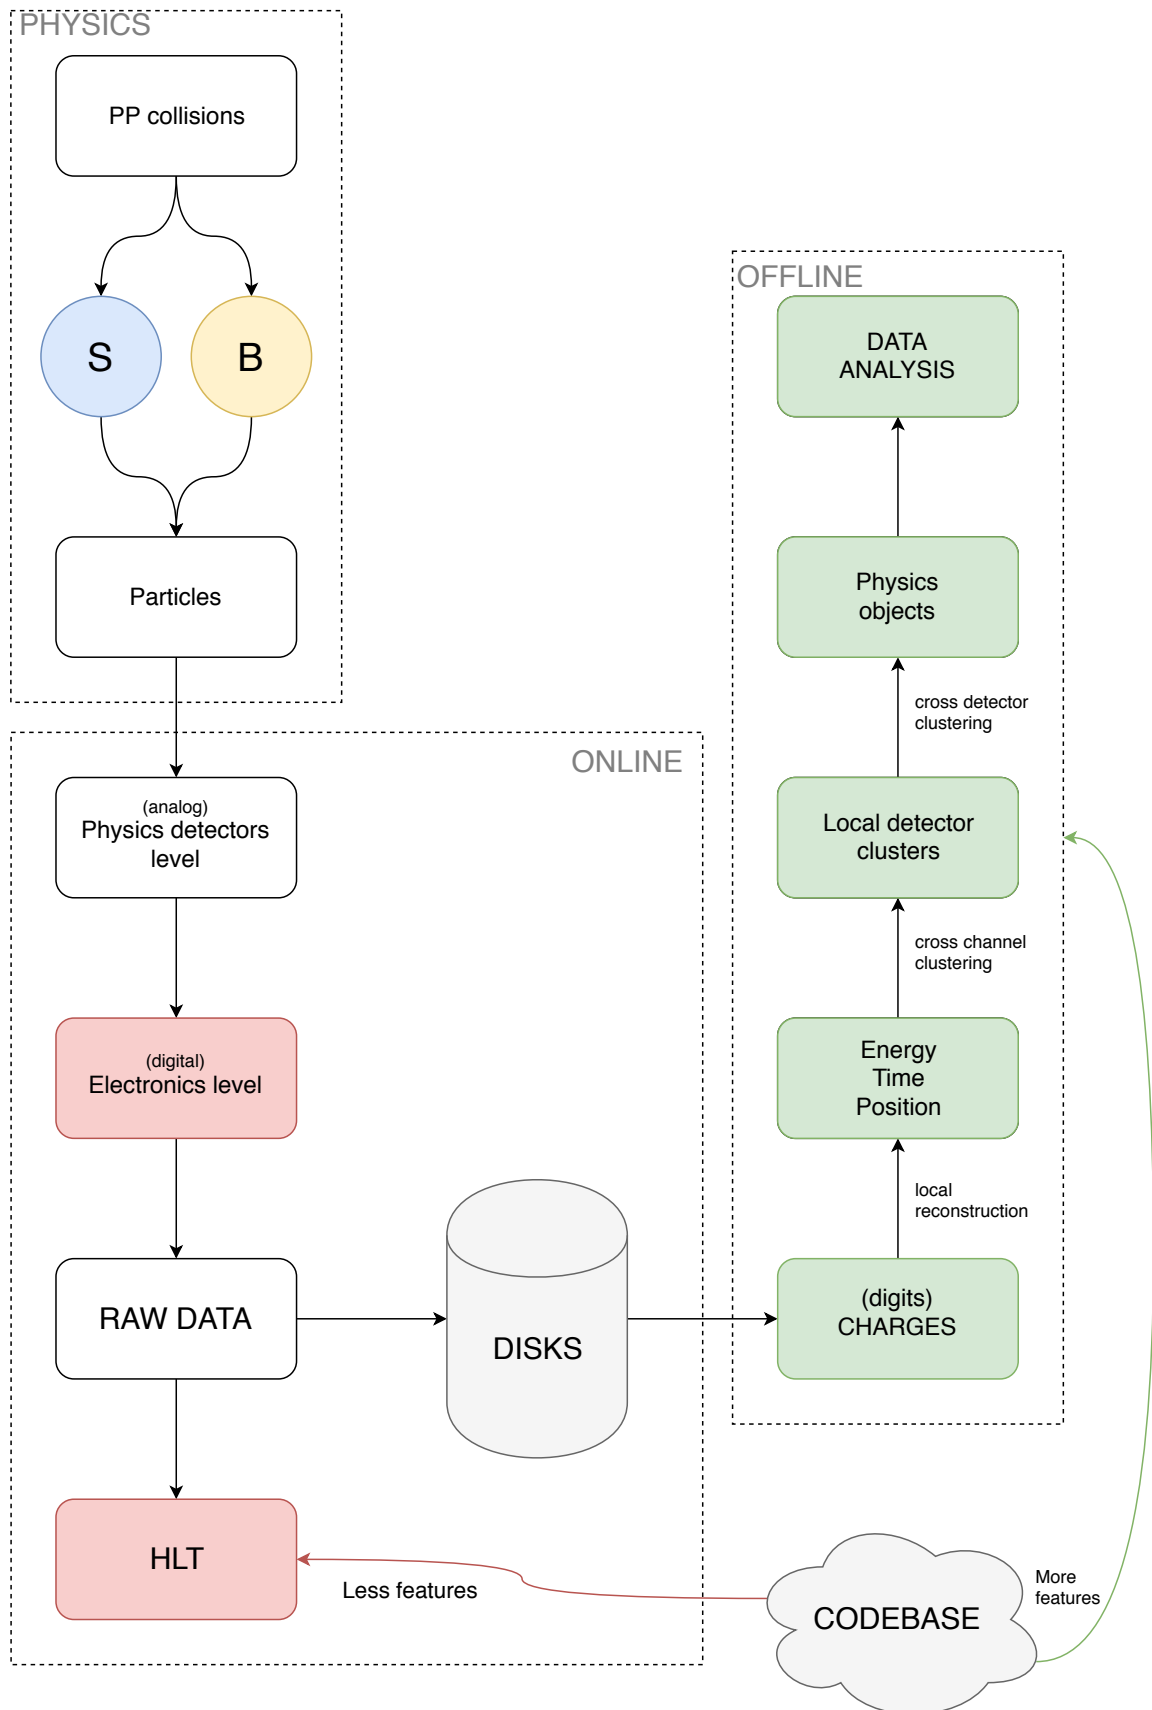 PHYSICS
PP collisions
S
B
Particles
ONLINE
(analog)
Physics detectors
level
(digital)
Electronics level
RAW DATA
DISKS
HLT
Less features
CODEBASE
More
features
OFFLINE
DATA
ANALYSIS
Physics
objects
cross detector
clustering
Local detector
clusters
cross channel
clustering
Energy
Time
Position
local
reconstruction
(digits)
CHARGES